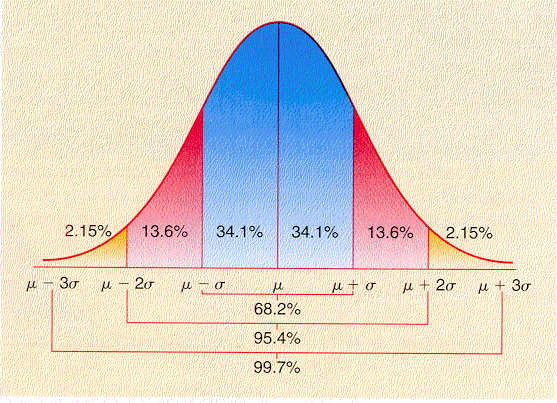 2.15% 13.6% 34.1% 34.1% 13.6% 2.15%
μ − 3σ μ − 2σ μ − σ μ μ + σ μ + 2σ μ + 3σ
68.2%
95.4%
99.7%